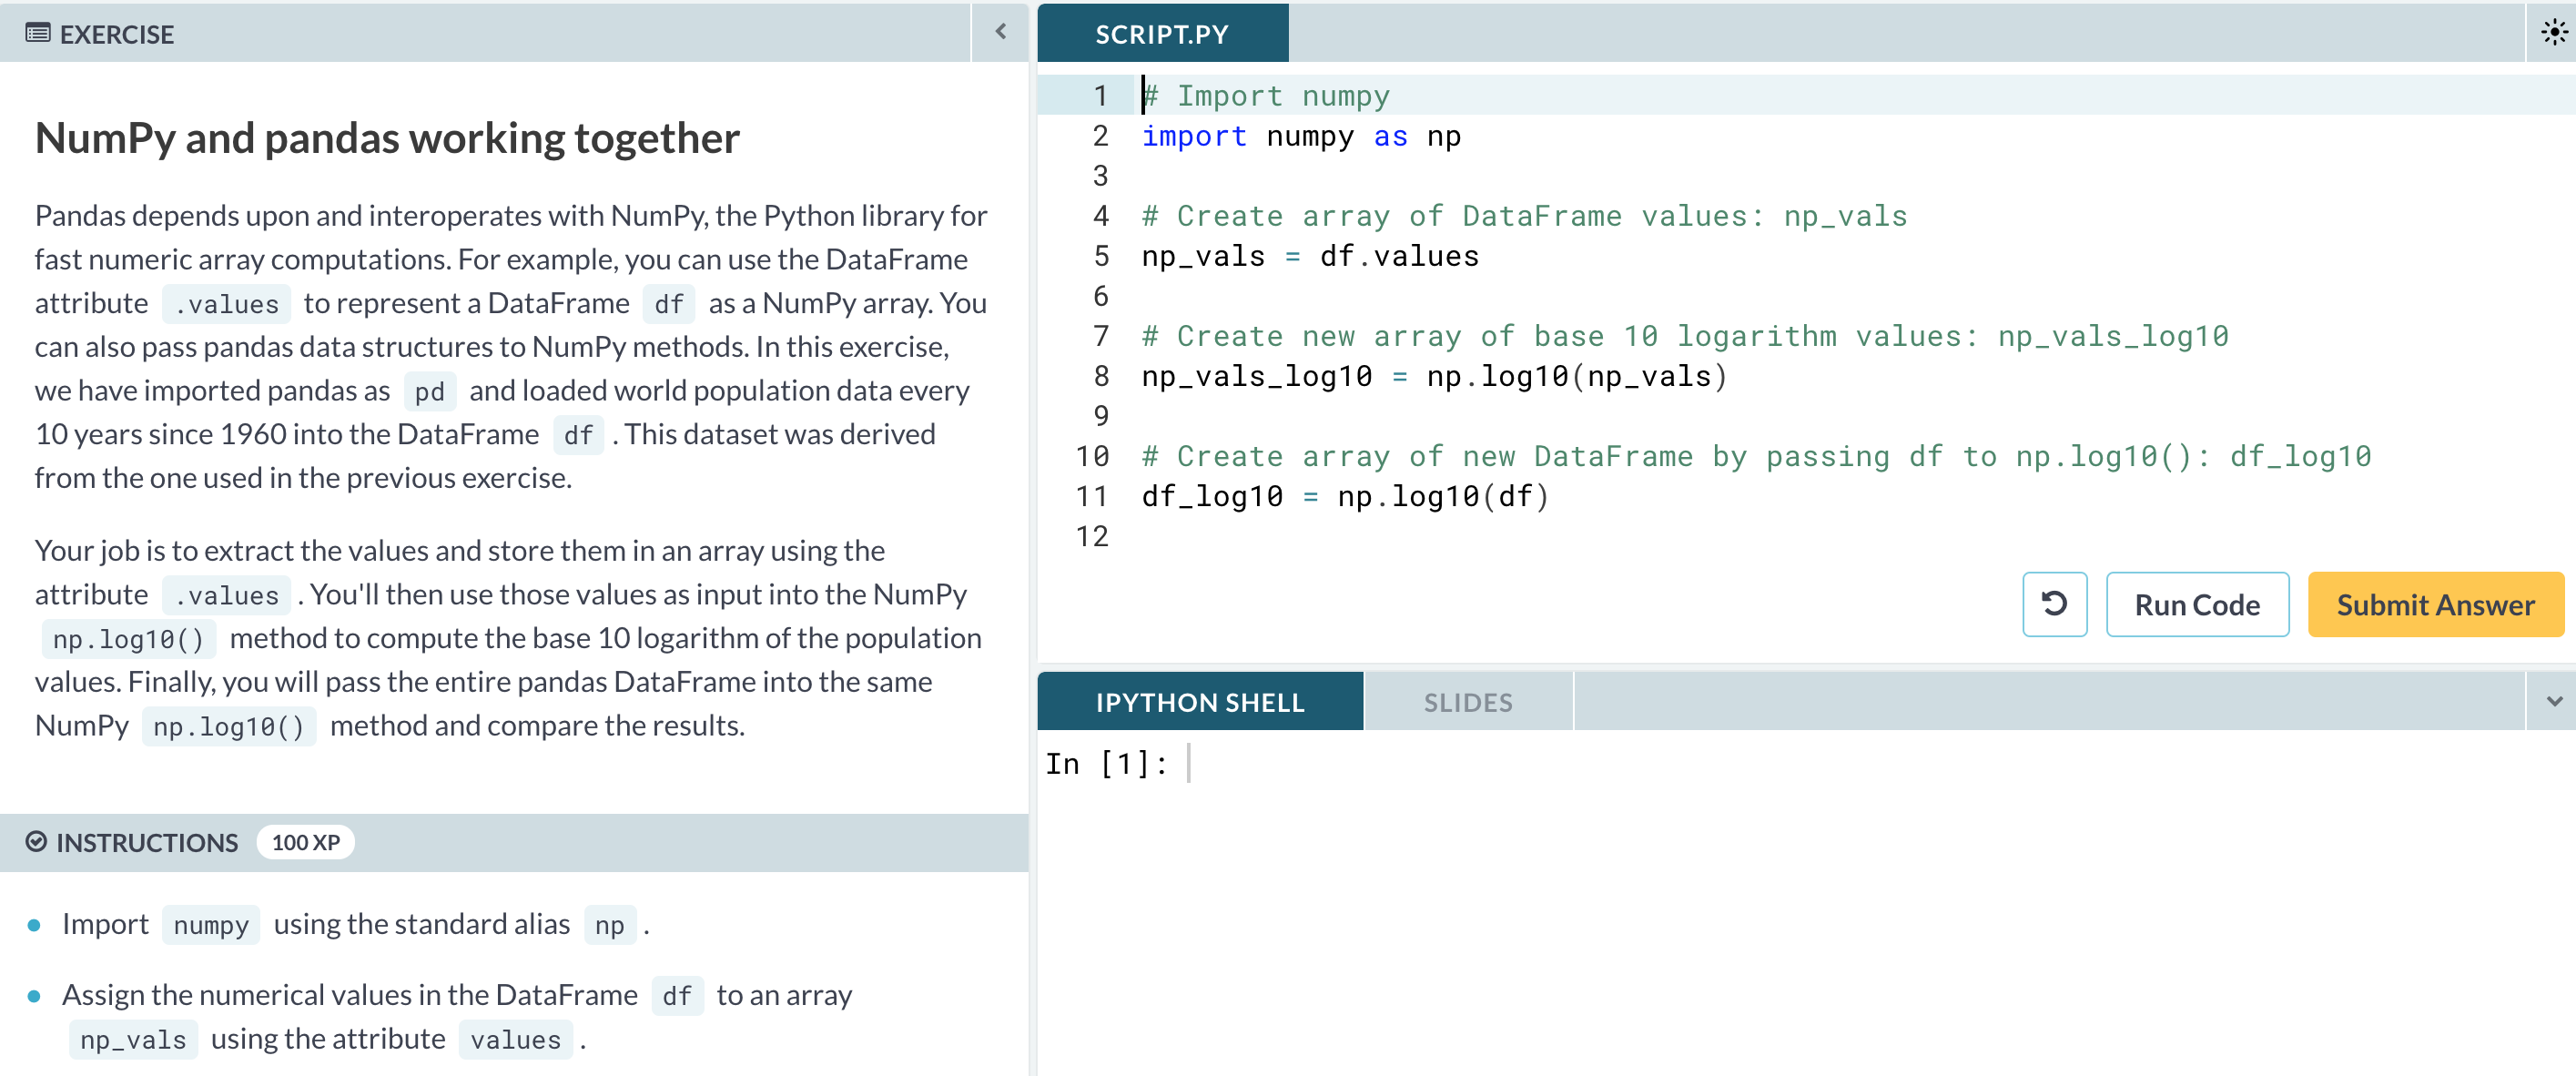 EXERCISE
NumPy and pandas working together
Pandas depends upon and interoperates with NumPy, the Python library for
fast numeric array computations. For example, you can use the DataFrame
attribute .values to represent a DataFrame df as a NumPy array. You
can also pass pandas data structures to NumPy methods. In this exercise,
we have imported pandas as pd and loaded world population data every
10 years since 1960 into the DataFrame df . This dataset was derived
from the one used in the previous exercise.
Your job is to extract the values and store them in an array using the
attribute .values . You'll then use those values as input into the NumPy
np.log10() method to compute the base 10 logarithm of the population
values. Finally, you will pass the entire pandas DataFrame into the same
NumPy np.log10() method and compare the results.
INSTRUCTIONS 100 XP
Import numpy using the standard alias np .
Assign the numerical values in the DataFrame df to an array
np_vals using the attribute values .
SCRIPT.PY
1 # Import numpy
2 import numpy as np
3
4 # Create array of DataFrame values: np_vals
5 np_vals = df.values
6
7 # Create new array of base 10 logarithm values: np_vals_log10
8 np_vals_log10 = np.log10(np_vals)
9
10 # Create array of new DataFrame by passing df to np.log10(): df_log10
11 df_log10 = np.log10(df)
12
Run Code Submit Answer
IPYTHON SHELL SLIDES
In [1]: